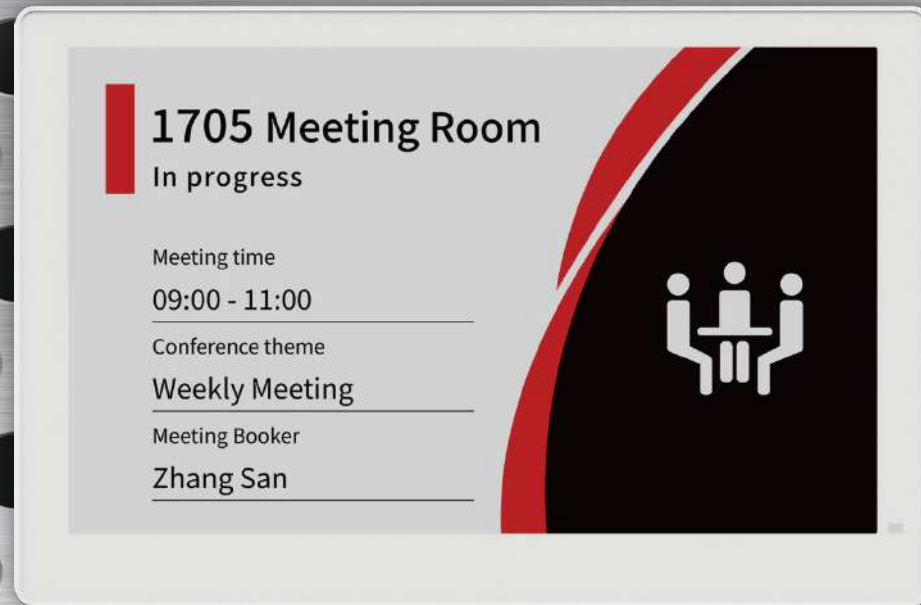 1705 Meeting Room
In progress
Meeting time
09:00 - 11:00
Conference theme
Weekly Meeting
Meeting Booker
Zhang San